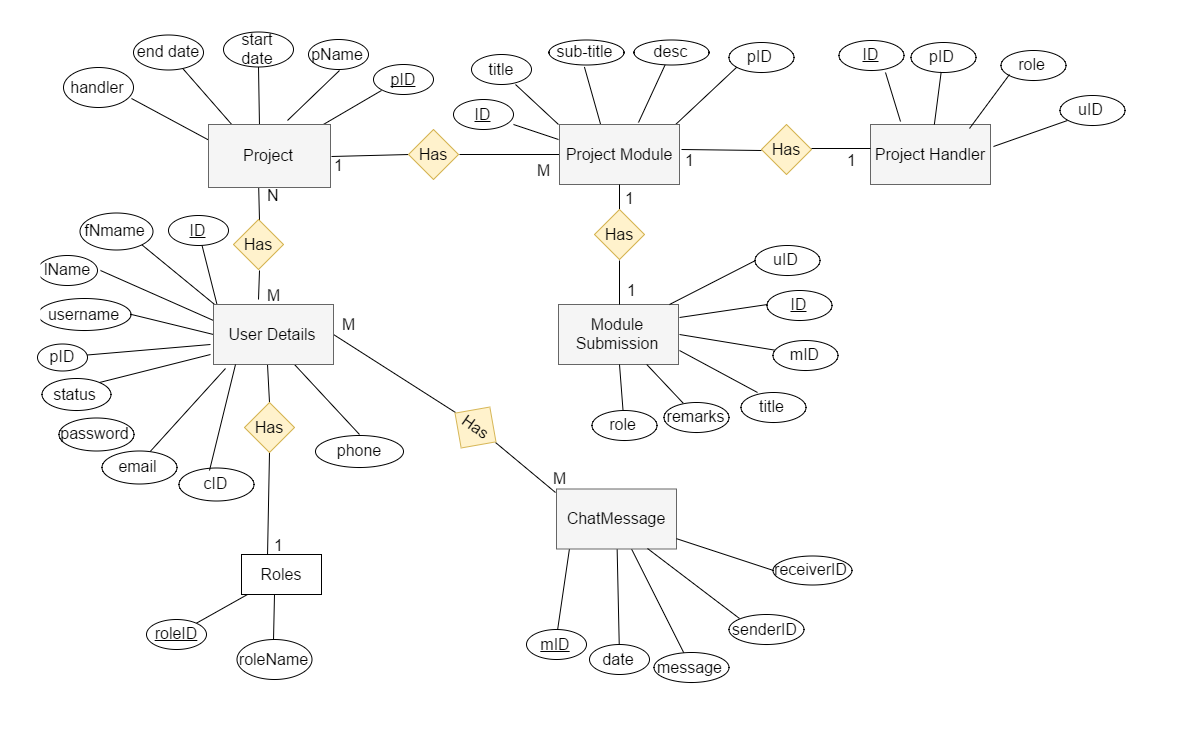 start
date
end date
pName
sub-title
desc
pID
ID
pID
role
title
handler
pID
ID
uID
Project
1
Has
M
Project Module
1
Has
1
Project Handler
N
1
fNmame
ID
Has
Has
lName
uID
M
1
username
ID
User Details
M
Module
Submission
pID
mID
status
title
password
Has
Has
role
remarks
email
phone
cID
M
ChatMessage
1
Roles
receiverID
roleID
senderID
roleName
mID
date
message